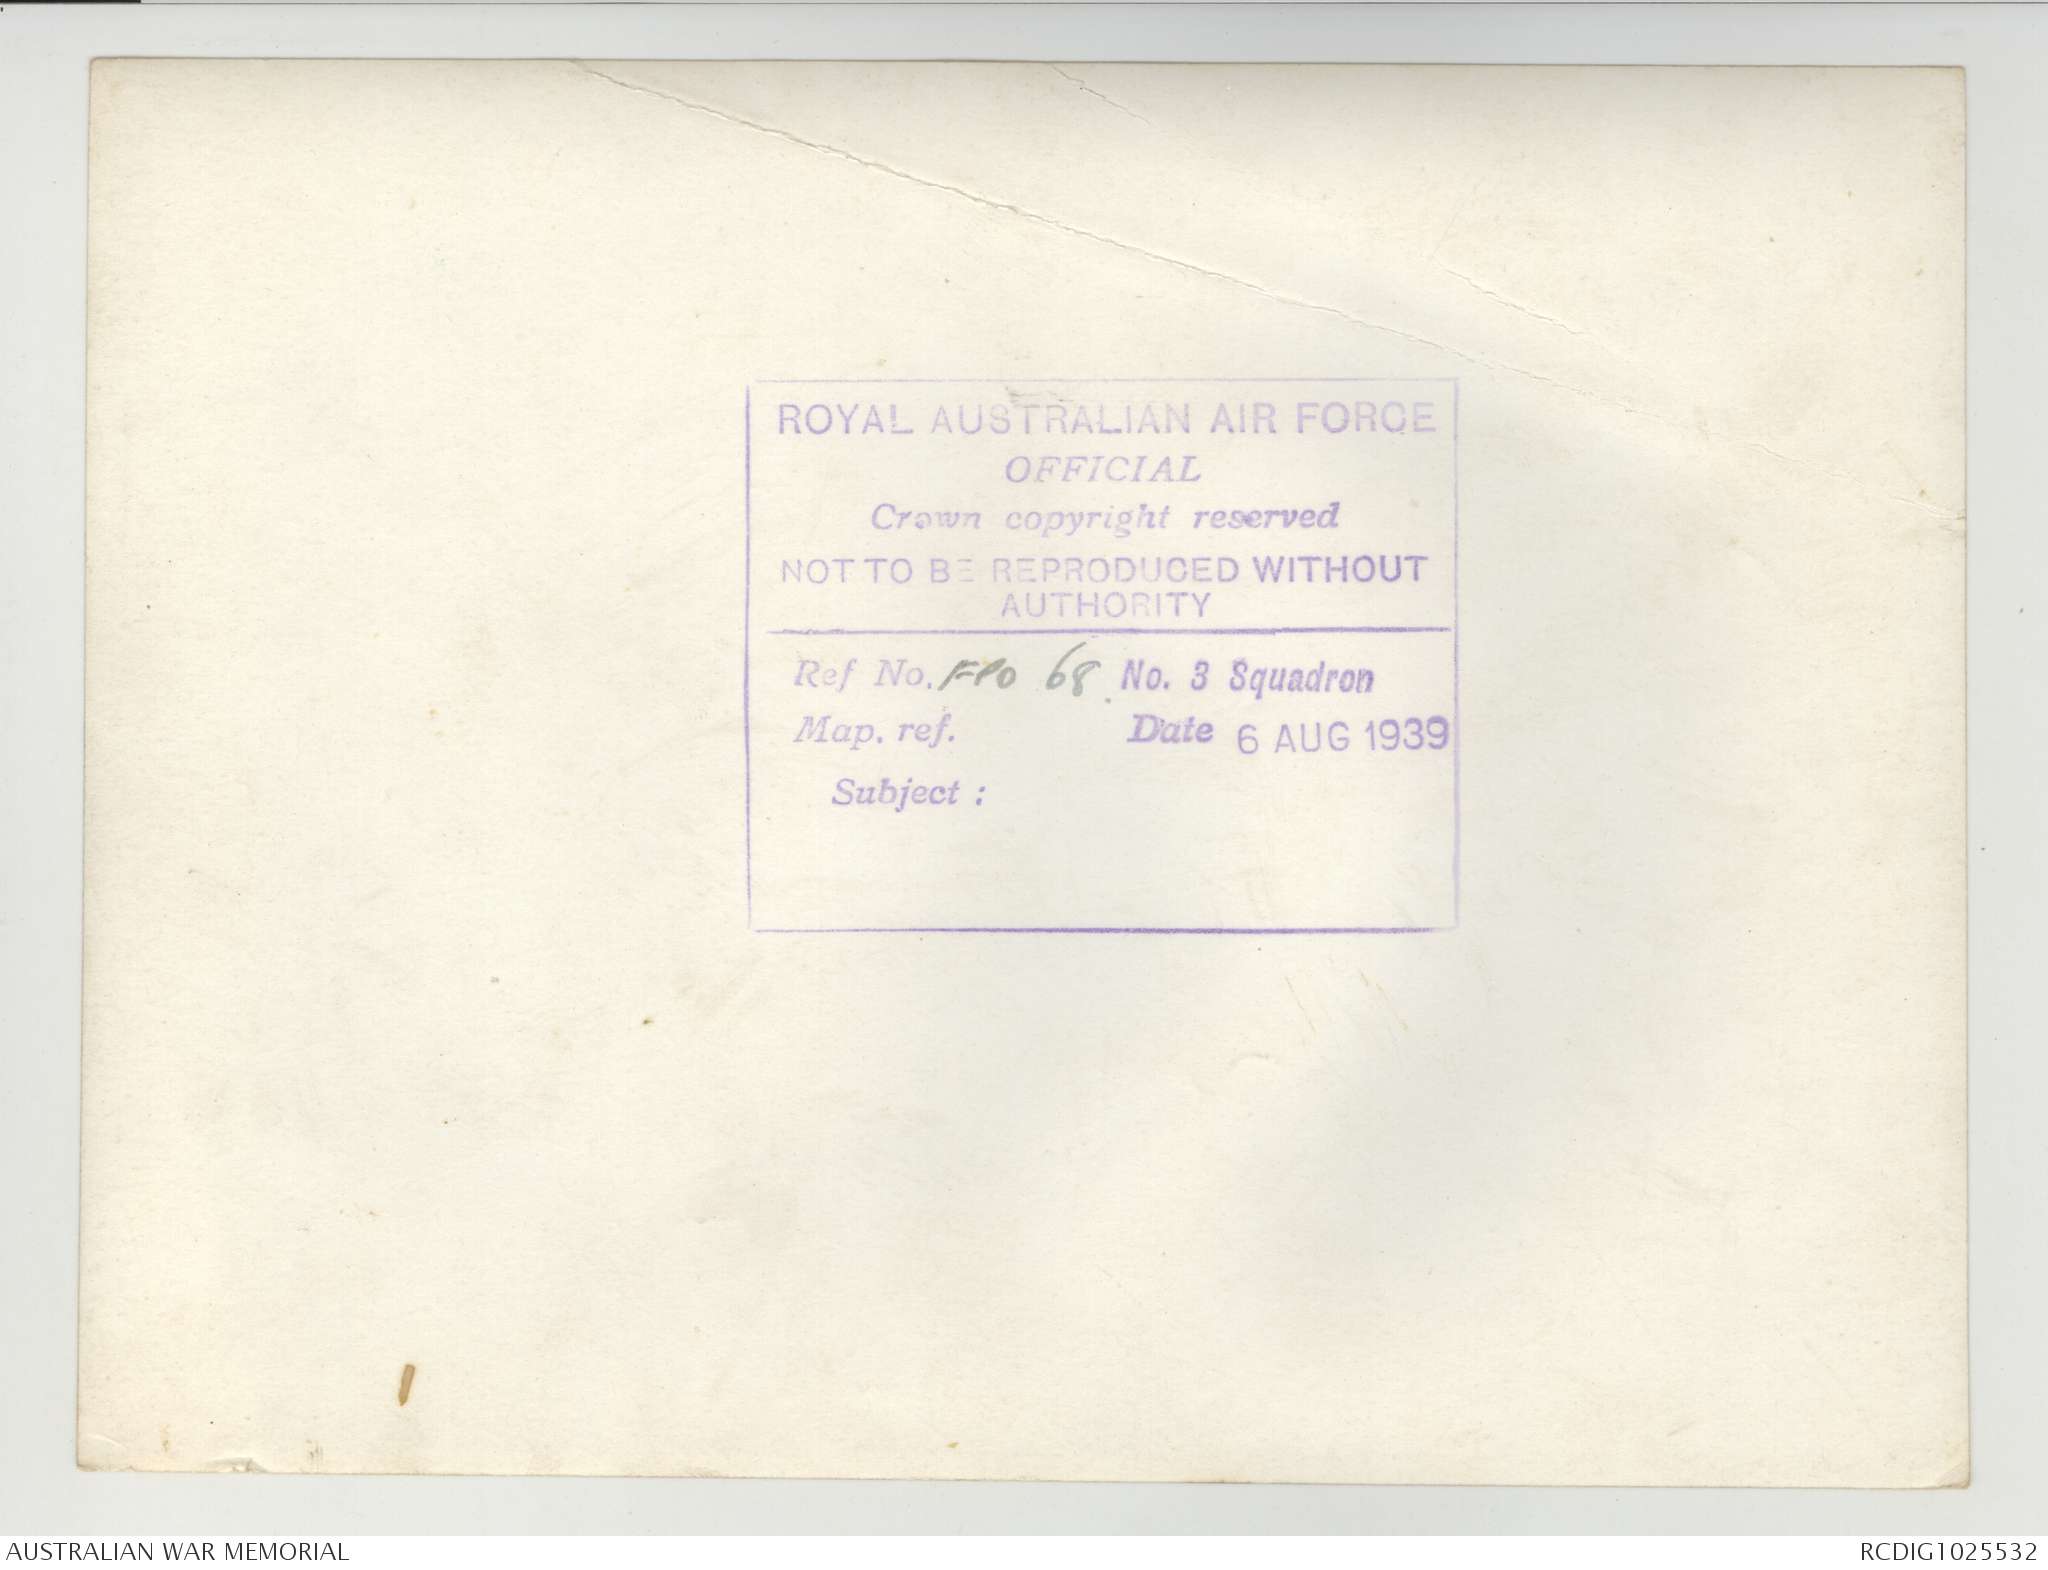 ROYAL AUSTRALIAN AIR FORCE
OFFICIAL
Crown copyright reserved
NOT TO BE REPRODUCED WITHOUT
AUTHORITY
Ref No. FPO 68 No. 3 Squadron
Map. ref. Date 6 AUG 1939
Subject :
AUSTRALIAN WAR MEMORIAL RCDIG1025532